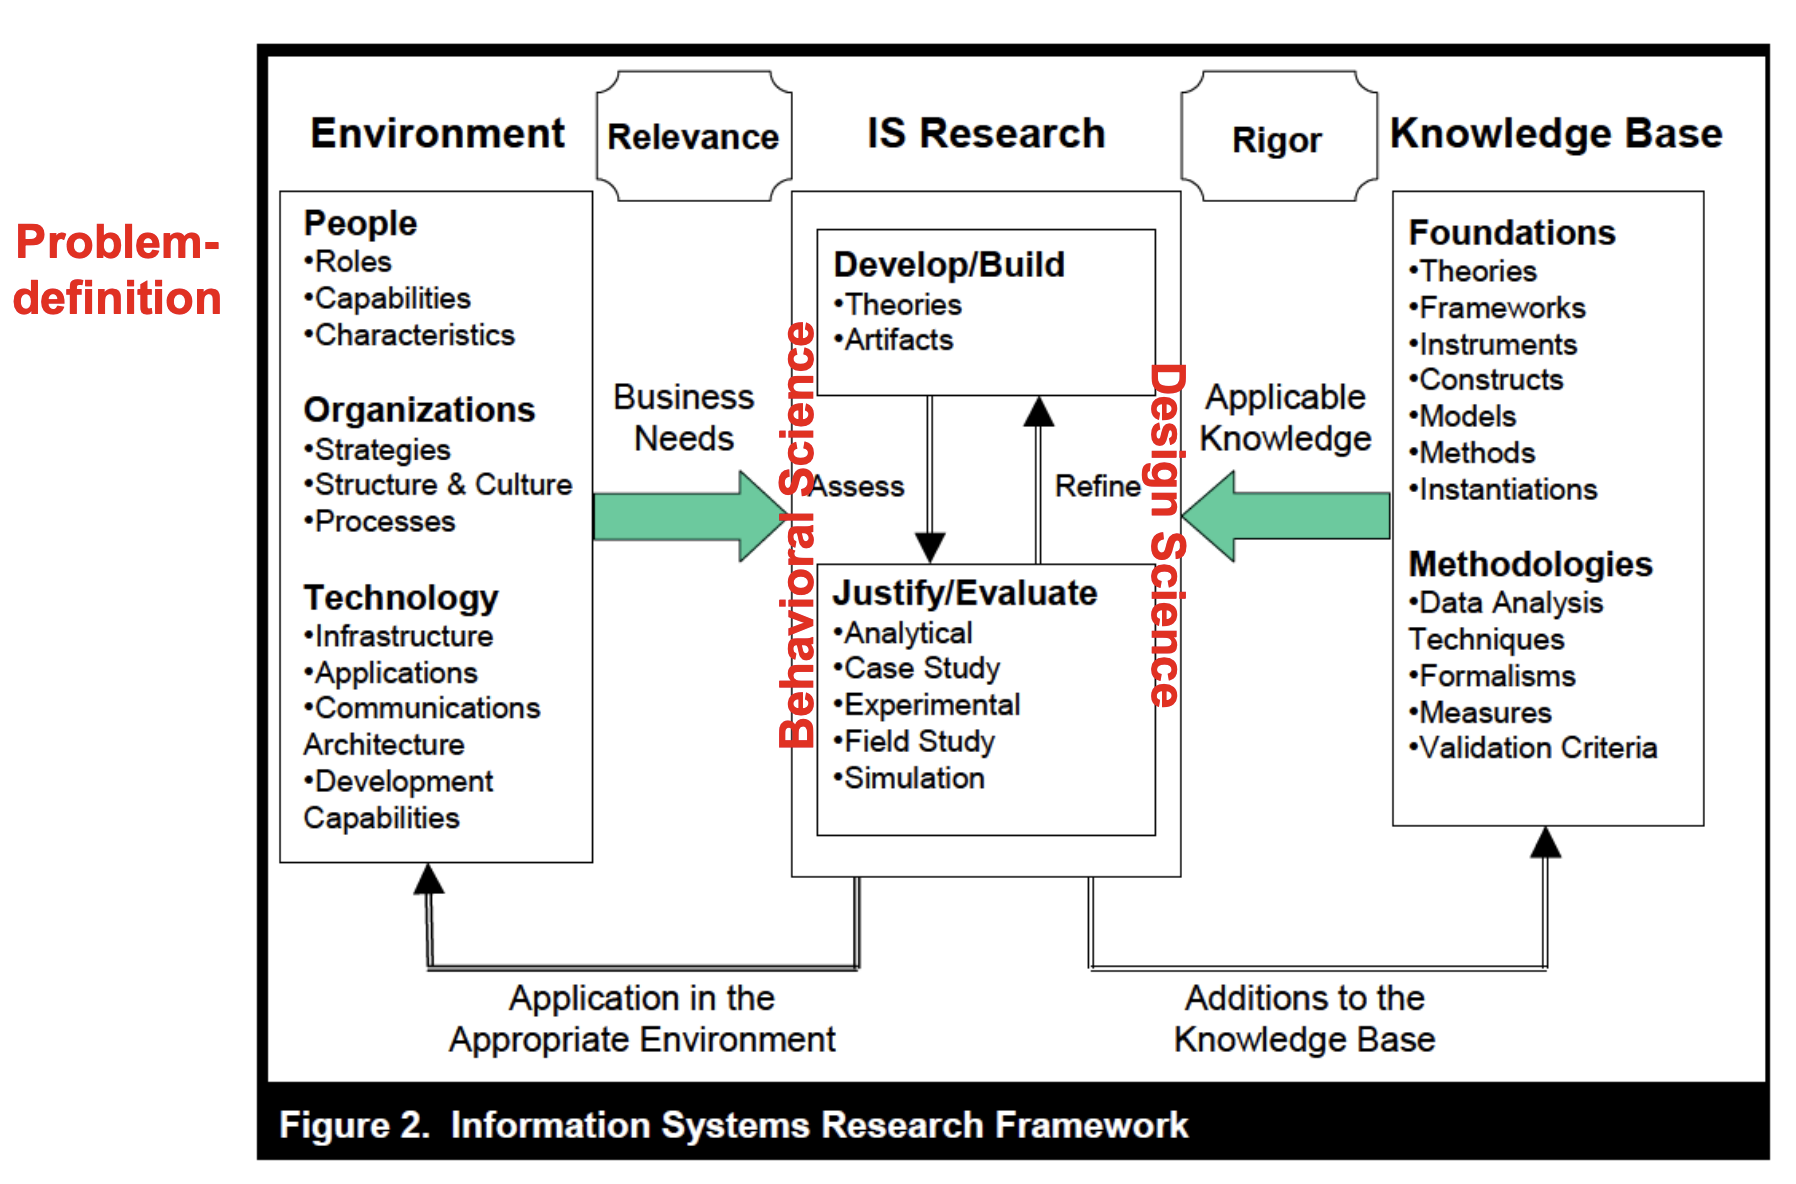 Problem-
definition
Environment
Relevance
IS Research
Rigor
Knowledge Base
People
•Roles
•Capabilities
•Characteristics
Organizations
•Strategies
•Structure & Culture
•Processes
Technology
•Infrastructure
•Applications
•Communications
Architecture
•Development
Capabilities
Business
Needs
Behavioral Science
Develop/Build
•Theories
•Artifacts
Assess
Refine
Justify/Evaluate
•Analytical
•Case Study
•Experimental
•Field Study
•Simulation
Design Science
Applicable
Knowledge
Foundations
•Theories
•Frameworks
•Instruments
•Constructs
•Models
•Methods
•Instantiations
Methodologies
•Data Analysis
Techniques
•Formalisms
•Measures
•Validation Criteria
Application in the
Appropriate Environment
Additions to the
Knowledge Base
Figure 2. Information Systems Research Framework